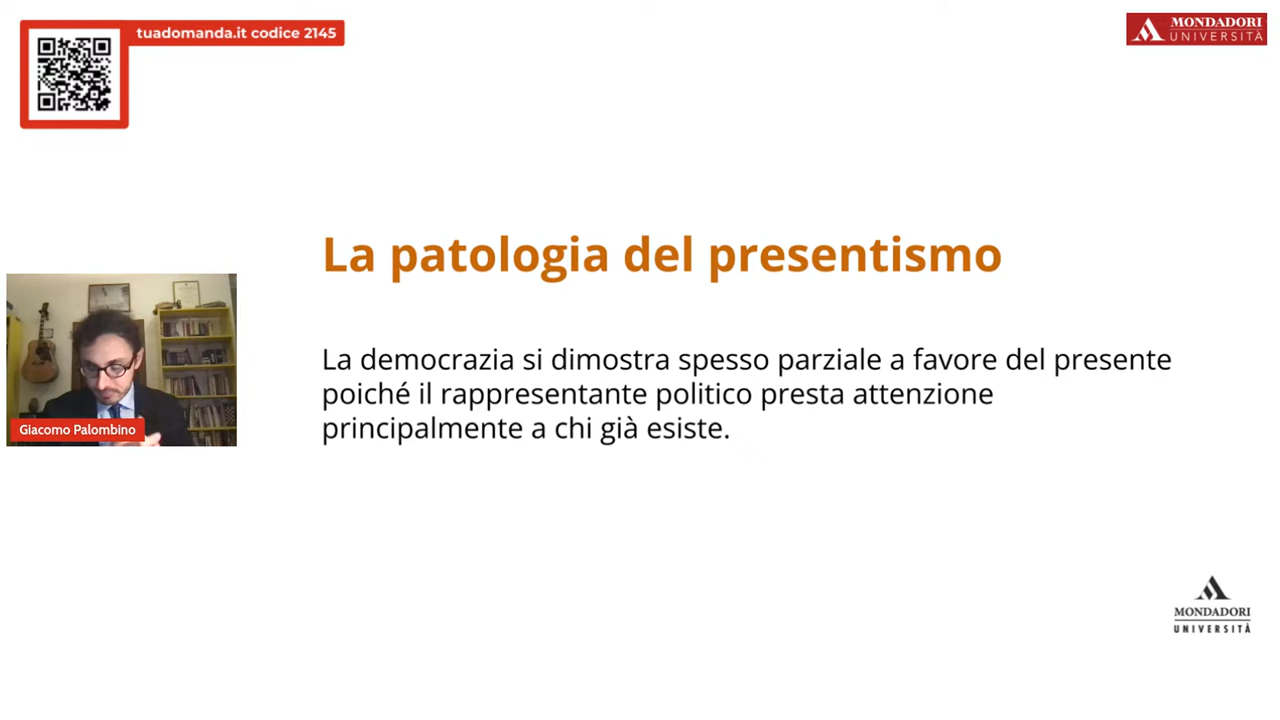 tuadomanda.it codice 2145
MONDADORI
UNIVERSITÀ
La patologia del presentismo
La democrazia si dimostra spesso parziale a favore del presente
poiché il rappresentante politico presta attenzione
principalmente a chi già esiste.
Giacomo Palombino
MONDADORI
UNIVERSITÀ